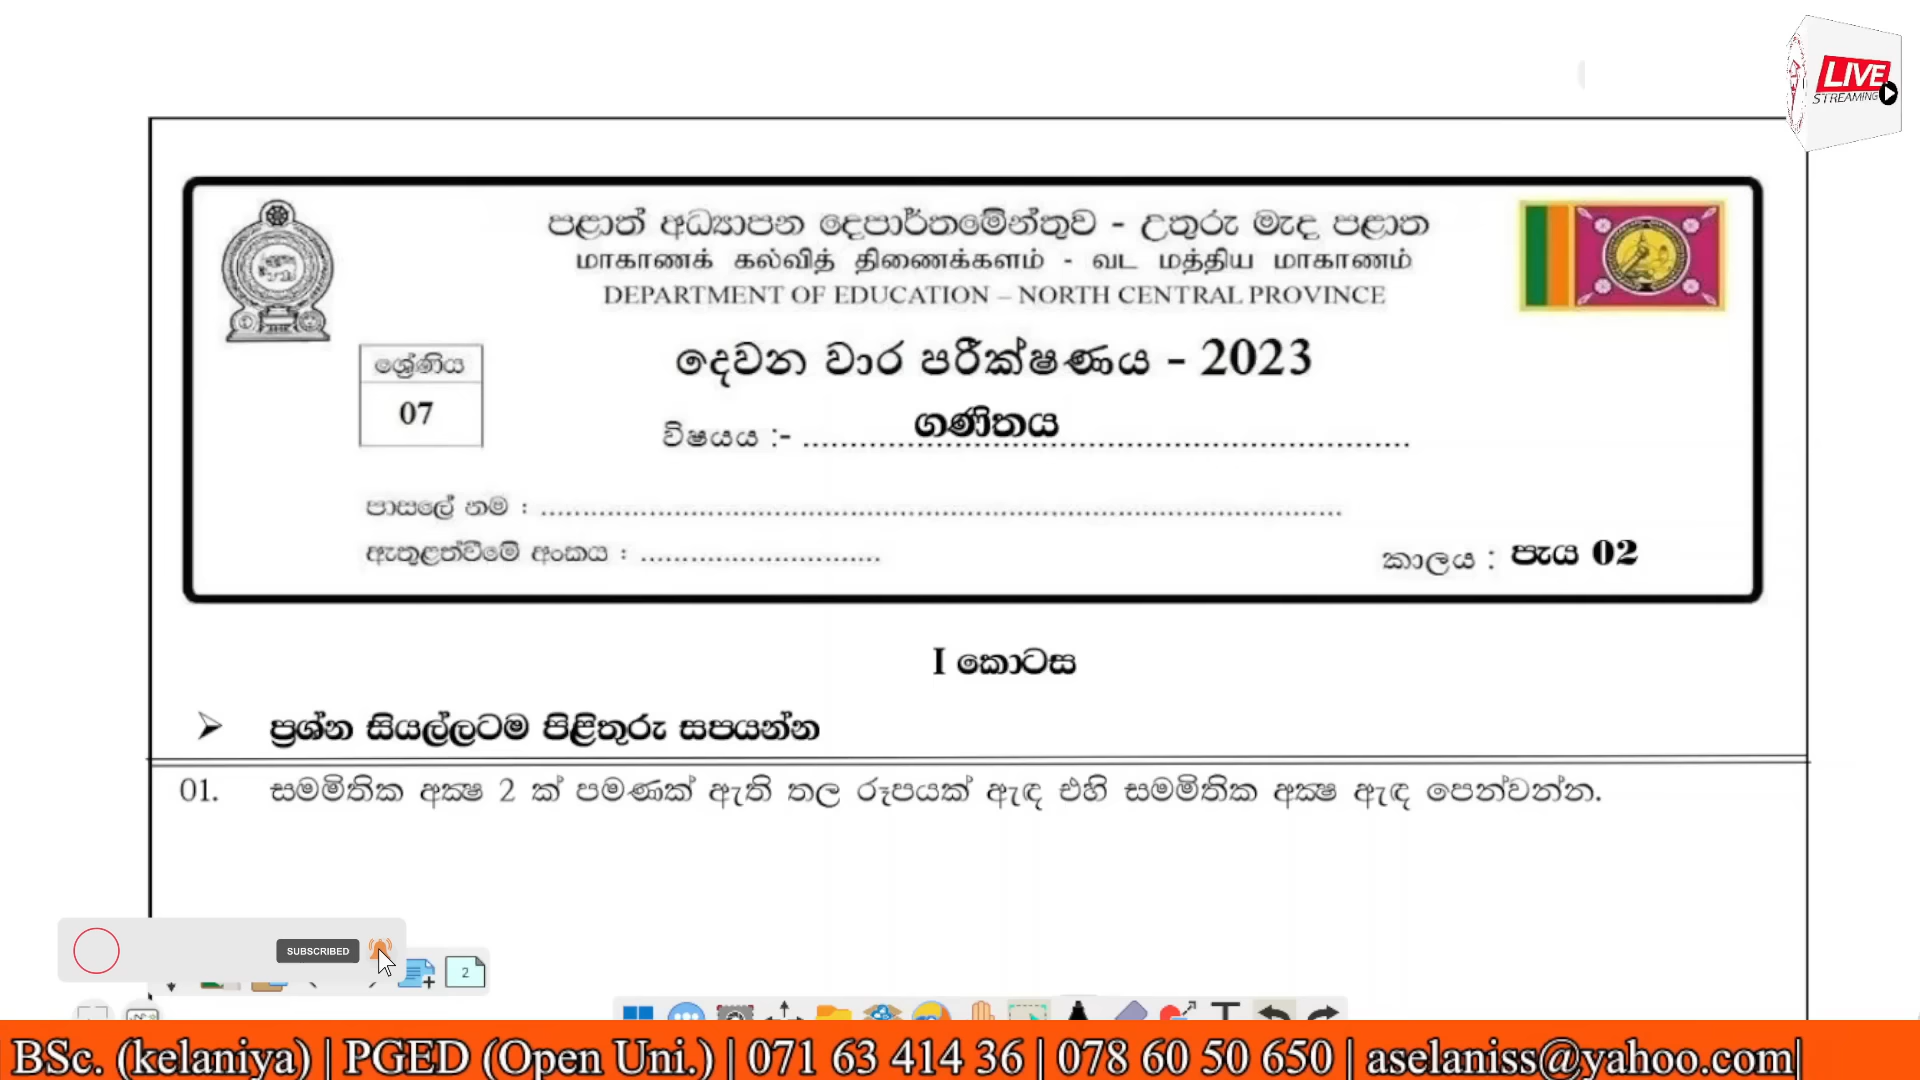 LIVE
STREAMING
පළාත් අධ්‍යාපන දෙපාර්තමේන්තුව - උතුරු මැද පළාත
மாகாணக் கல்வித் திணைக்களம் - வட மத்திய மாகாணம்
DEPARTMENT OF EDUCATION – NORTH CENTRAL PROVINCE
ශ්‍රේණිය
07
දෙවන වාර පරීක්ෂණය - 2023
විෂයය :- ගණිතය
පාසලේ නම : ..........................................................................................
ඇතුළත්වීමේ අංකය : ...........................
කාලය : පැය 02
I කොටස
➢ ප්‍රශ්න සියල්ලටම පිළිතුරු සපයන්න
01. සමමිතික අක්‍ෂ 2 ක් පමණක් ඇති තල රූපයක් ඇඳ එහි සමමිතික අක්‍ෂ ඇඳ පෙන්වන්න.
SUBSCRIBED
2
BSc. (kelaniya) | PGED (Open Uni.) | 071 63 414 36 | 078 60 50 650 | aselaniss@yahoo.com|